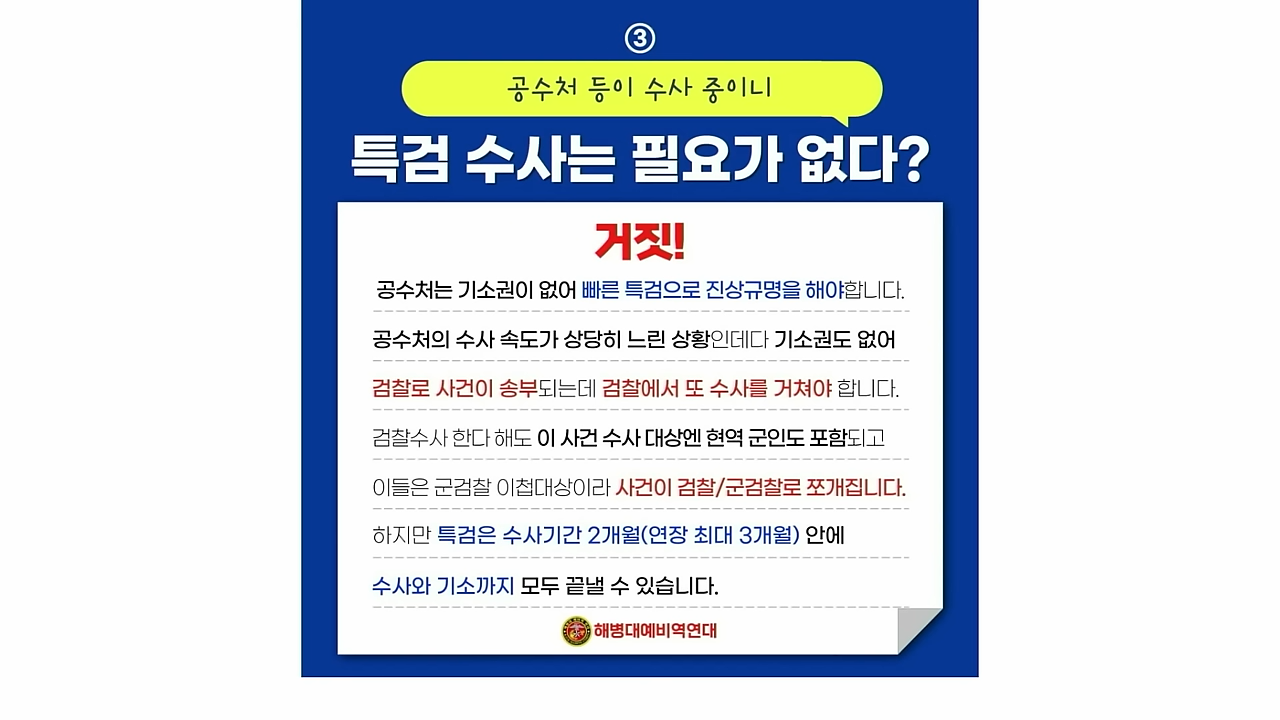 ③
공수처 등이 수사 중이니
특검 수사는 필요가 없다?
거짓!
공수처는 기소권이 없어 빠른 특검으로 진상규명을 해야합니다.
공수처의 수사 속도가 상당히 느린 상황인데다 기소권도 없어
검찰로 사건이 송부되는데 검찰에서 또 수사를 거쳐야 합니다.
검찰수사 한다 해도 이 사건 수사 대상엔 현역 군인도 포함되고
이들은 군검찰 이첩대상이라 사건이 검찰/군검찰로 쪼개집니다.
하지만 특검은 수사기간 2개월(연장 최대 3개월) 안에
수사와 기소까지 모두 끝낼 수 있습니다.
해병대예비역연대